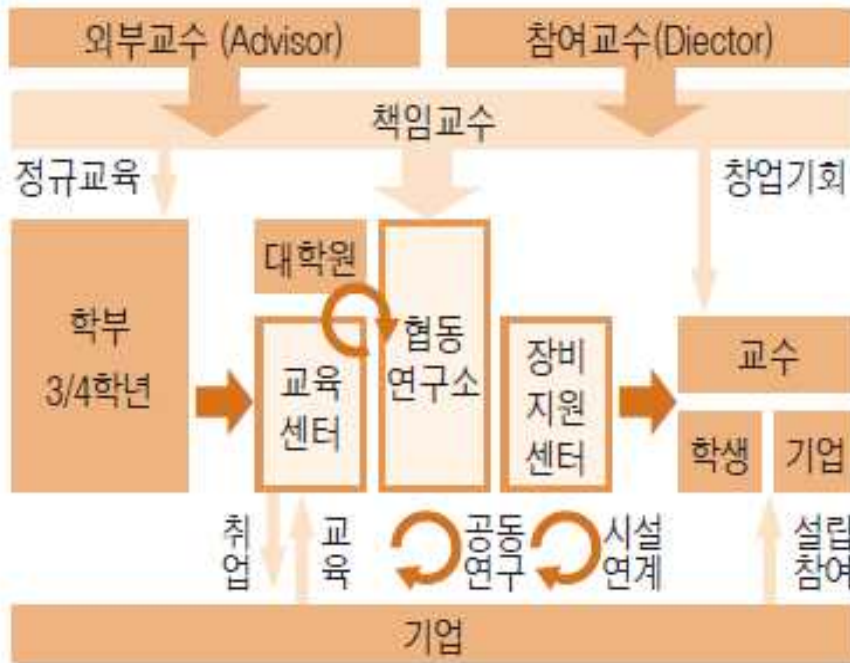 외부교수 (Advisor)
참여교수(Diector)
책임교수
정규교육
창업기회
학부
3/4학년
대학원
교육
센터
협동
연구소
장비
지원
센터
교수
학생
기업
취업
교육
공동
연구
시설
연계
설립
참여
기업